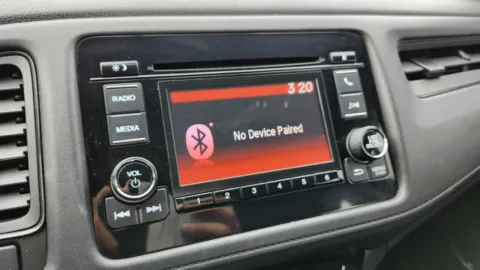 3:20
RADIO
MEDIA
No Device Paired
VOL
1 2 3 4 5 6